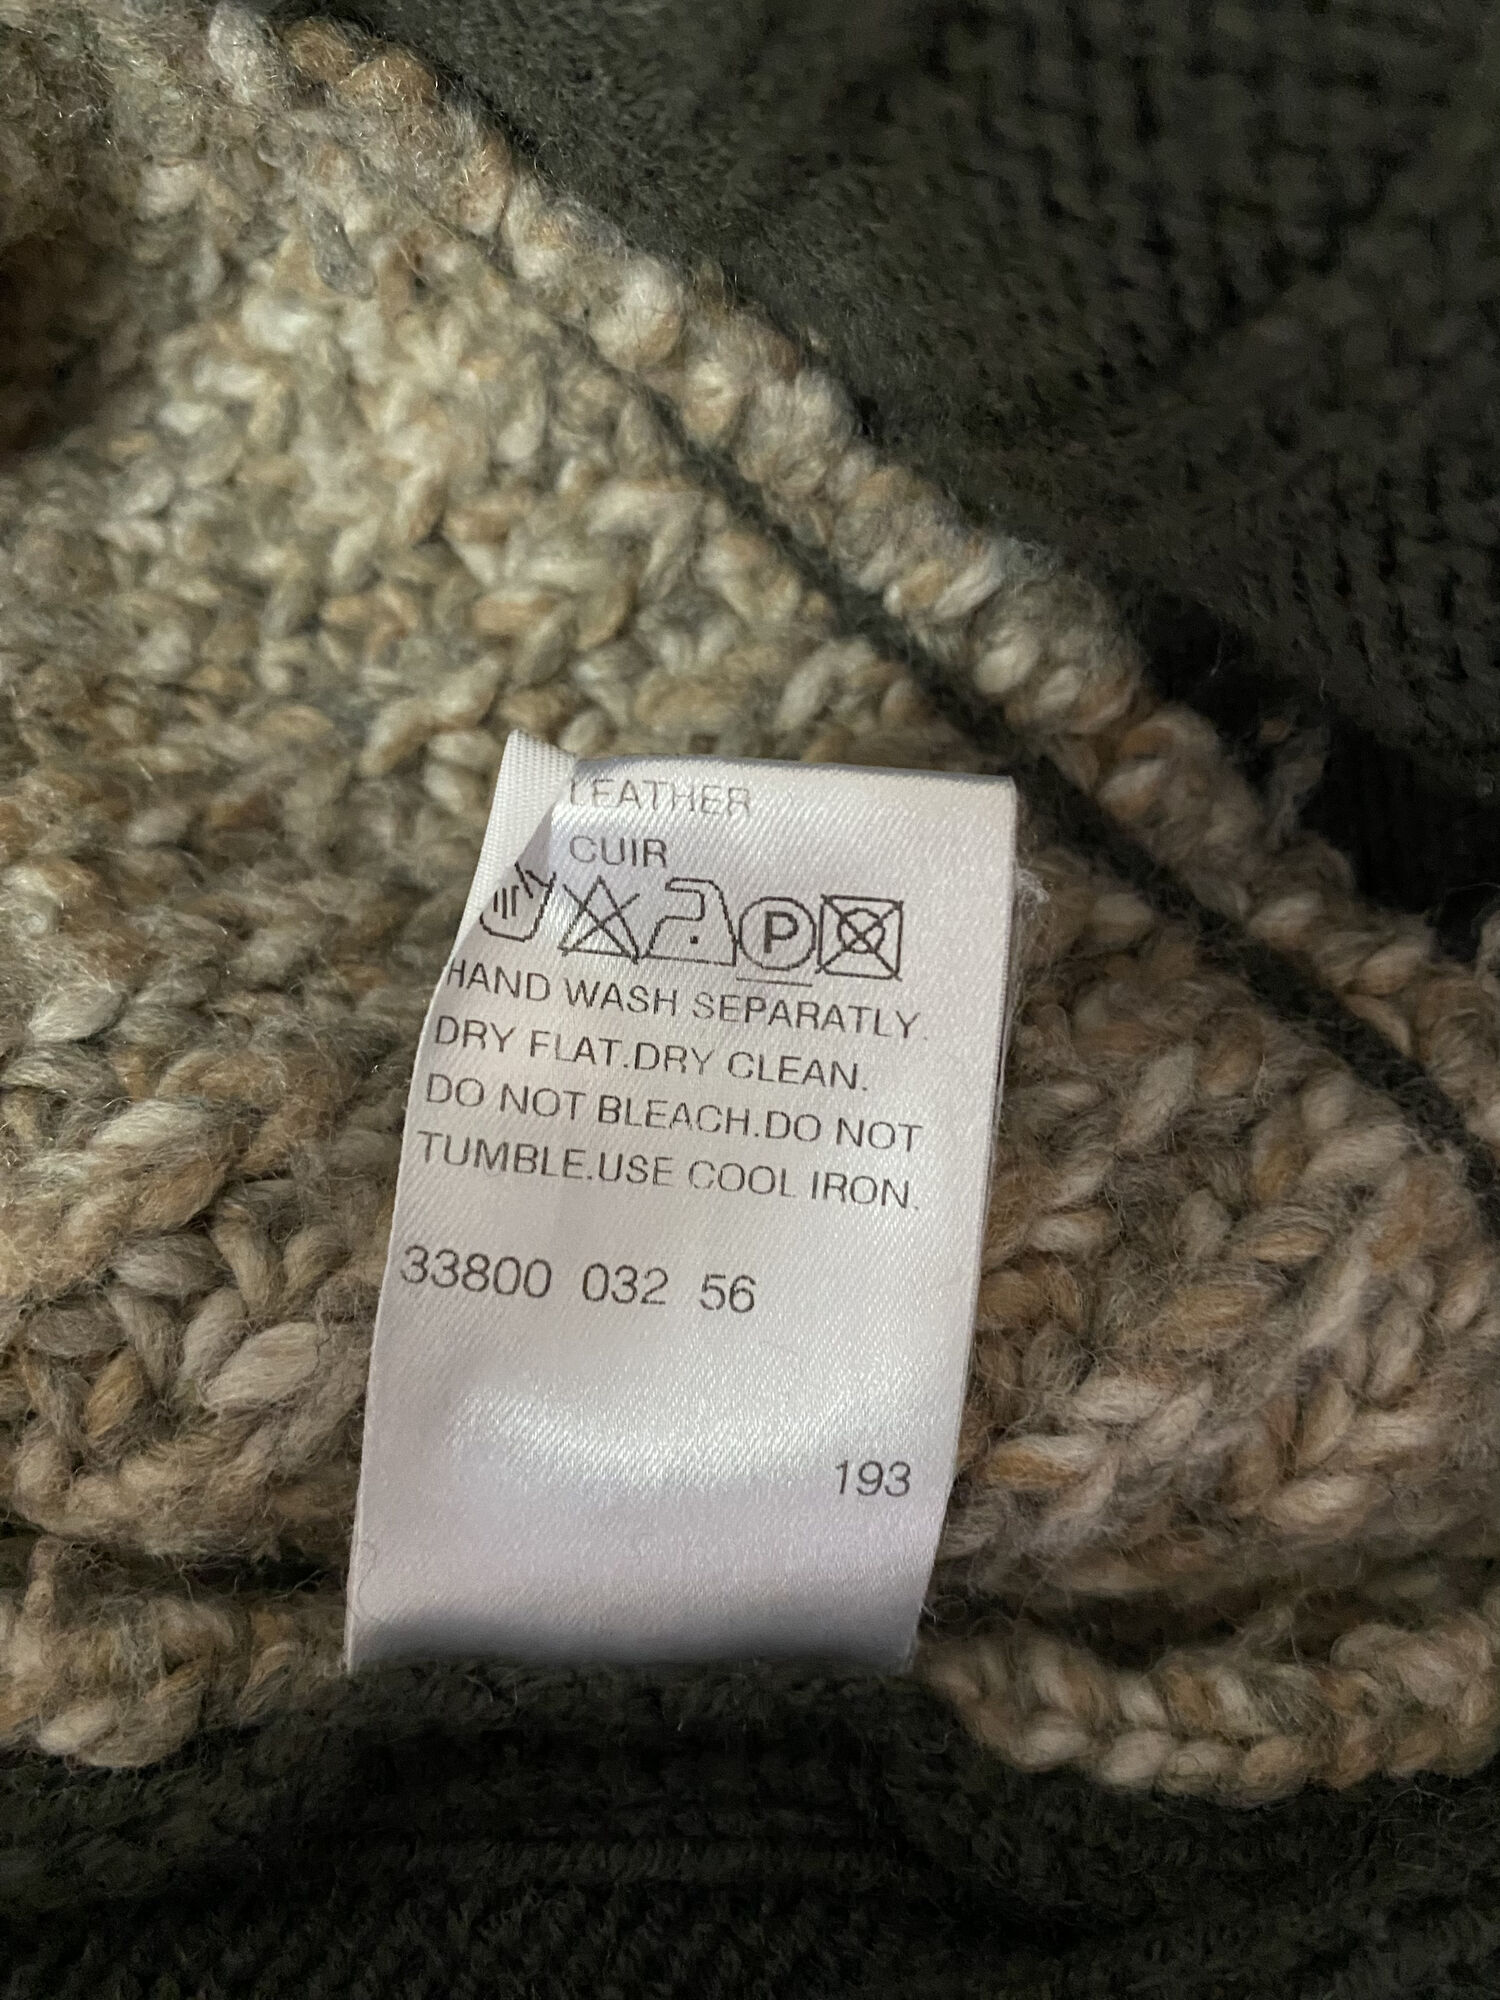 LEATHER
CUIR
P
HAND WASH SEPARATLY.
DRY FLAT.DRY CLEAN.
DO NOT BLEACH.DO NOT
TUMBLE.USE COOL IRON.
33800 032 56
193